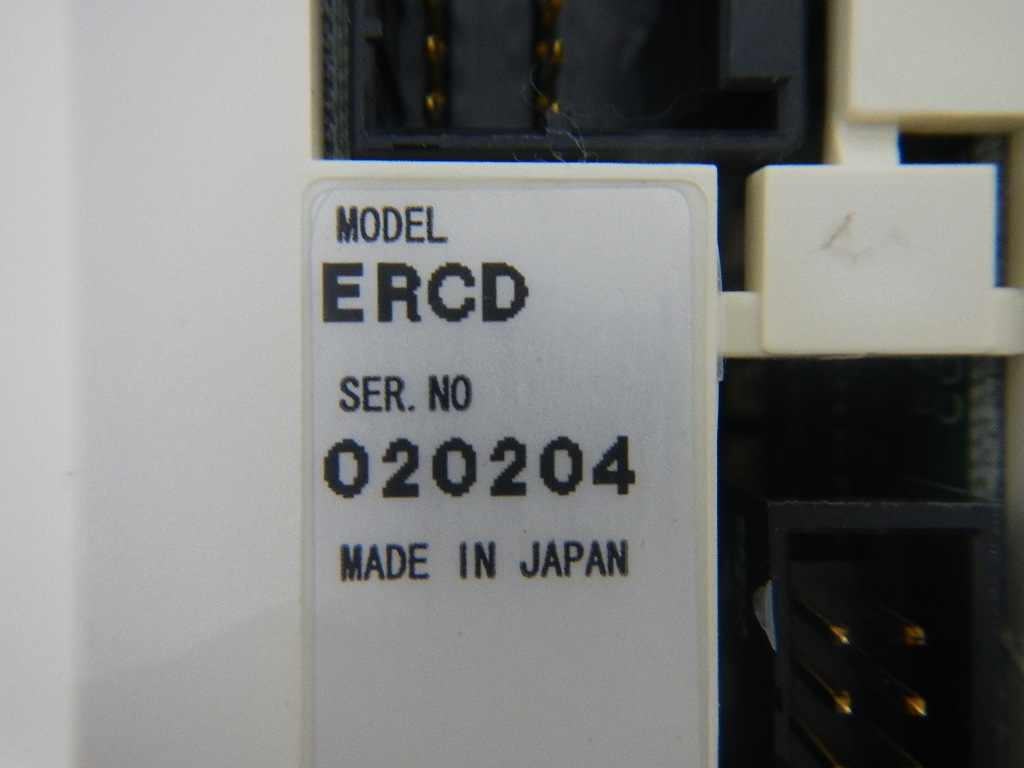 MODEL
ERCD
SER. NO
020204
MADE IN JAPAN